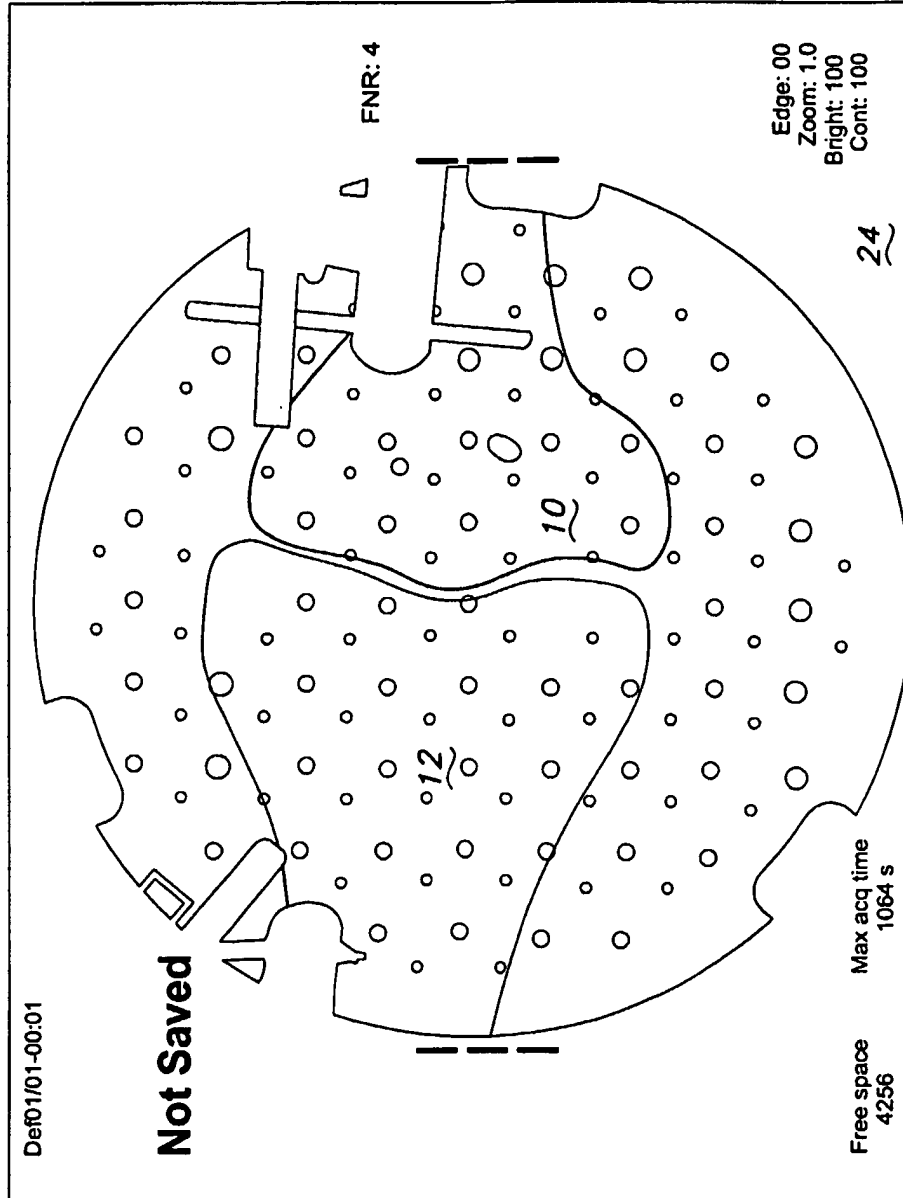 Def01/01-00:01
Not Saved
FNR: 4
12
10
24
Free space
4256
Max acq time
1064 s
Edge: 00
Zoom: 1.0
Bright: 100
Cont: 100